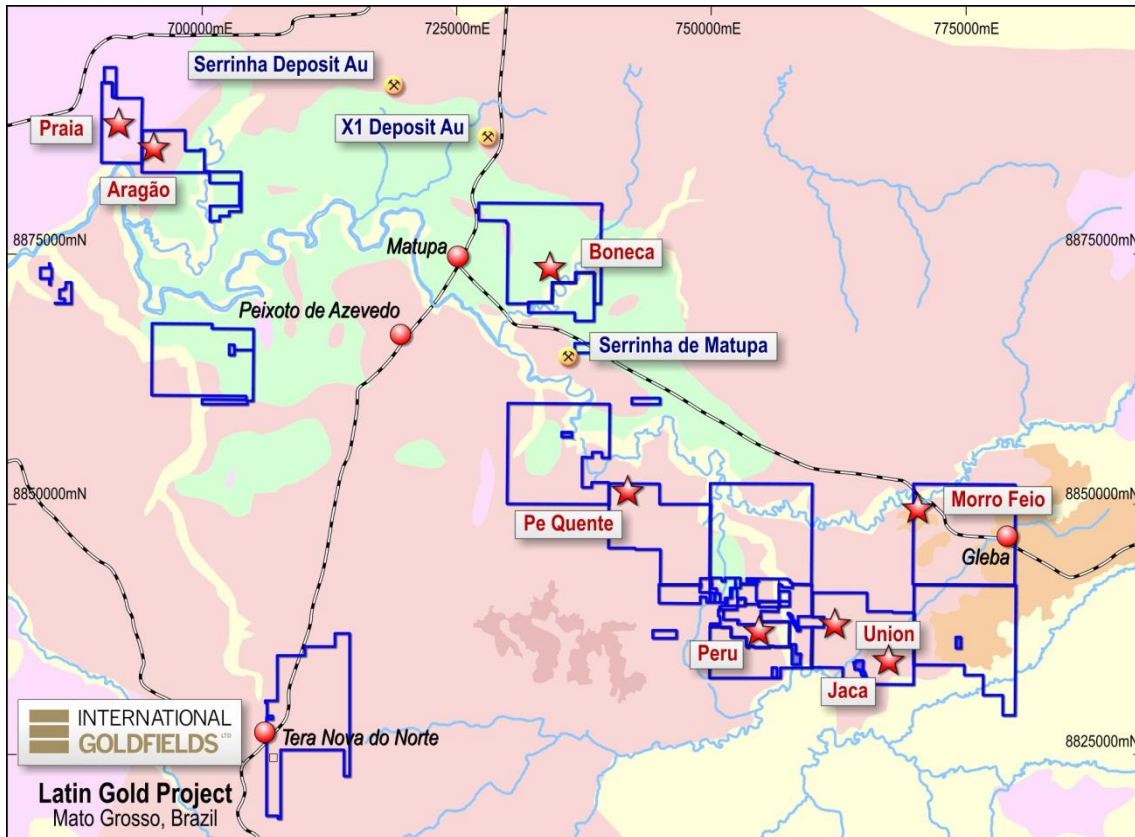 700000mE
725000mE
750000mE
775000mE
Serrinha Deposit Au
X1 Deposit Au
Praia
Aragão
8875000mN
8875000mN
Matupa
Boneca
Peixoto de Azevedo
Serrinha de Matupa
8850000mN
8850000mN
Morro Feio
Pe Quente
Gleba
Union
Peru
Jaca
INTERNATIONAL
GOLDFIELDS LTD
Tera Nova do Norte
8825000mN
Latin Gold Project
Mato Grosso, Brazil